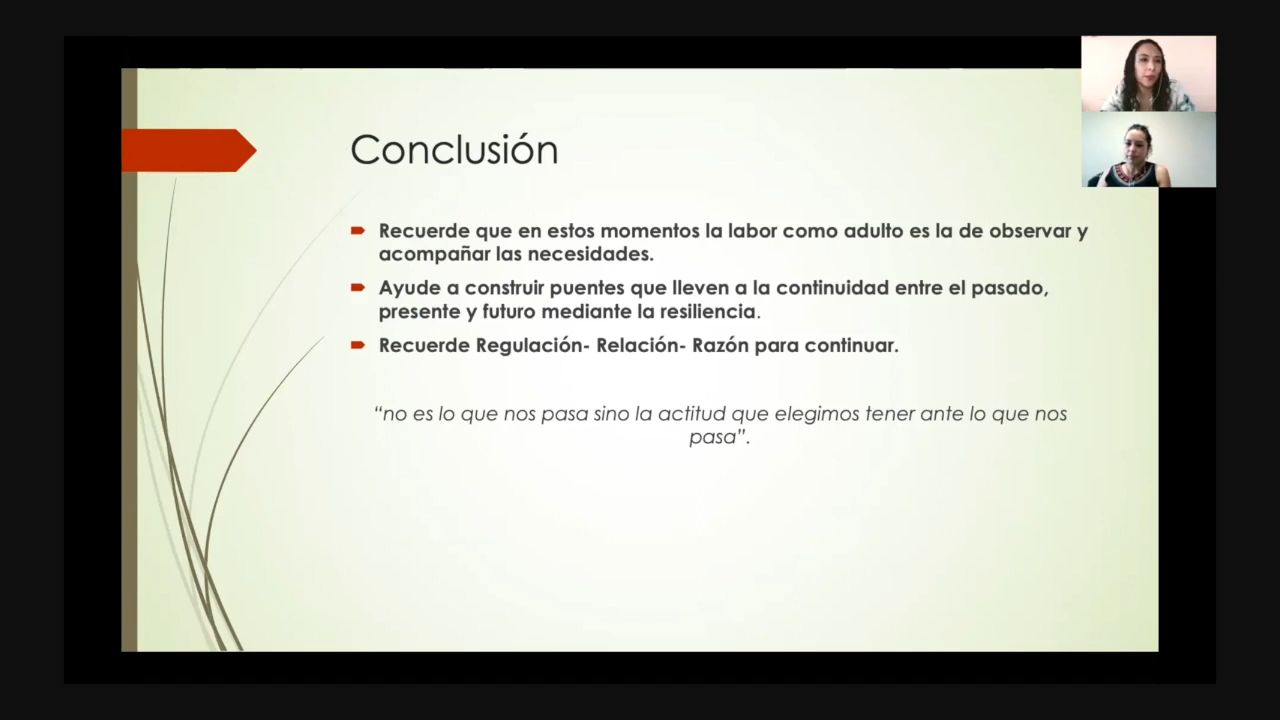 Conclusión
Recuerde que en estos momentos la labor como adulto es la de observar y
acompañar las necesidades.
Ayude a construir puentes que lleven a la continuidad entre el pasado,
presente y futuro mediante la resiliencia.
Recuerde Regulación- Relación- Razón para continuar.
“no es lo que nos pasa sino la actitud que elegimos tener ante lo que nos
pasa”.